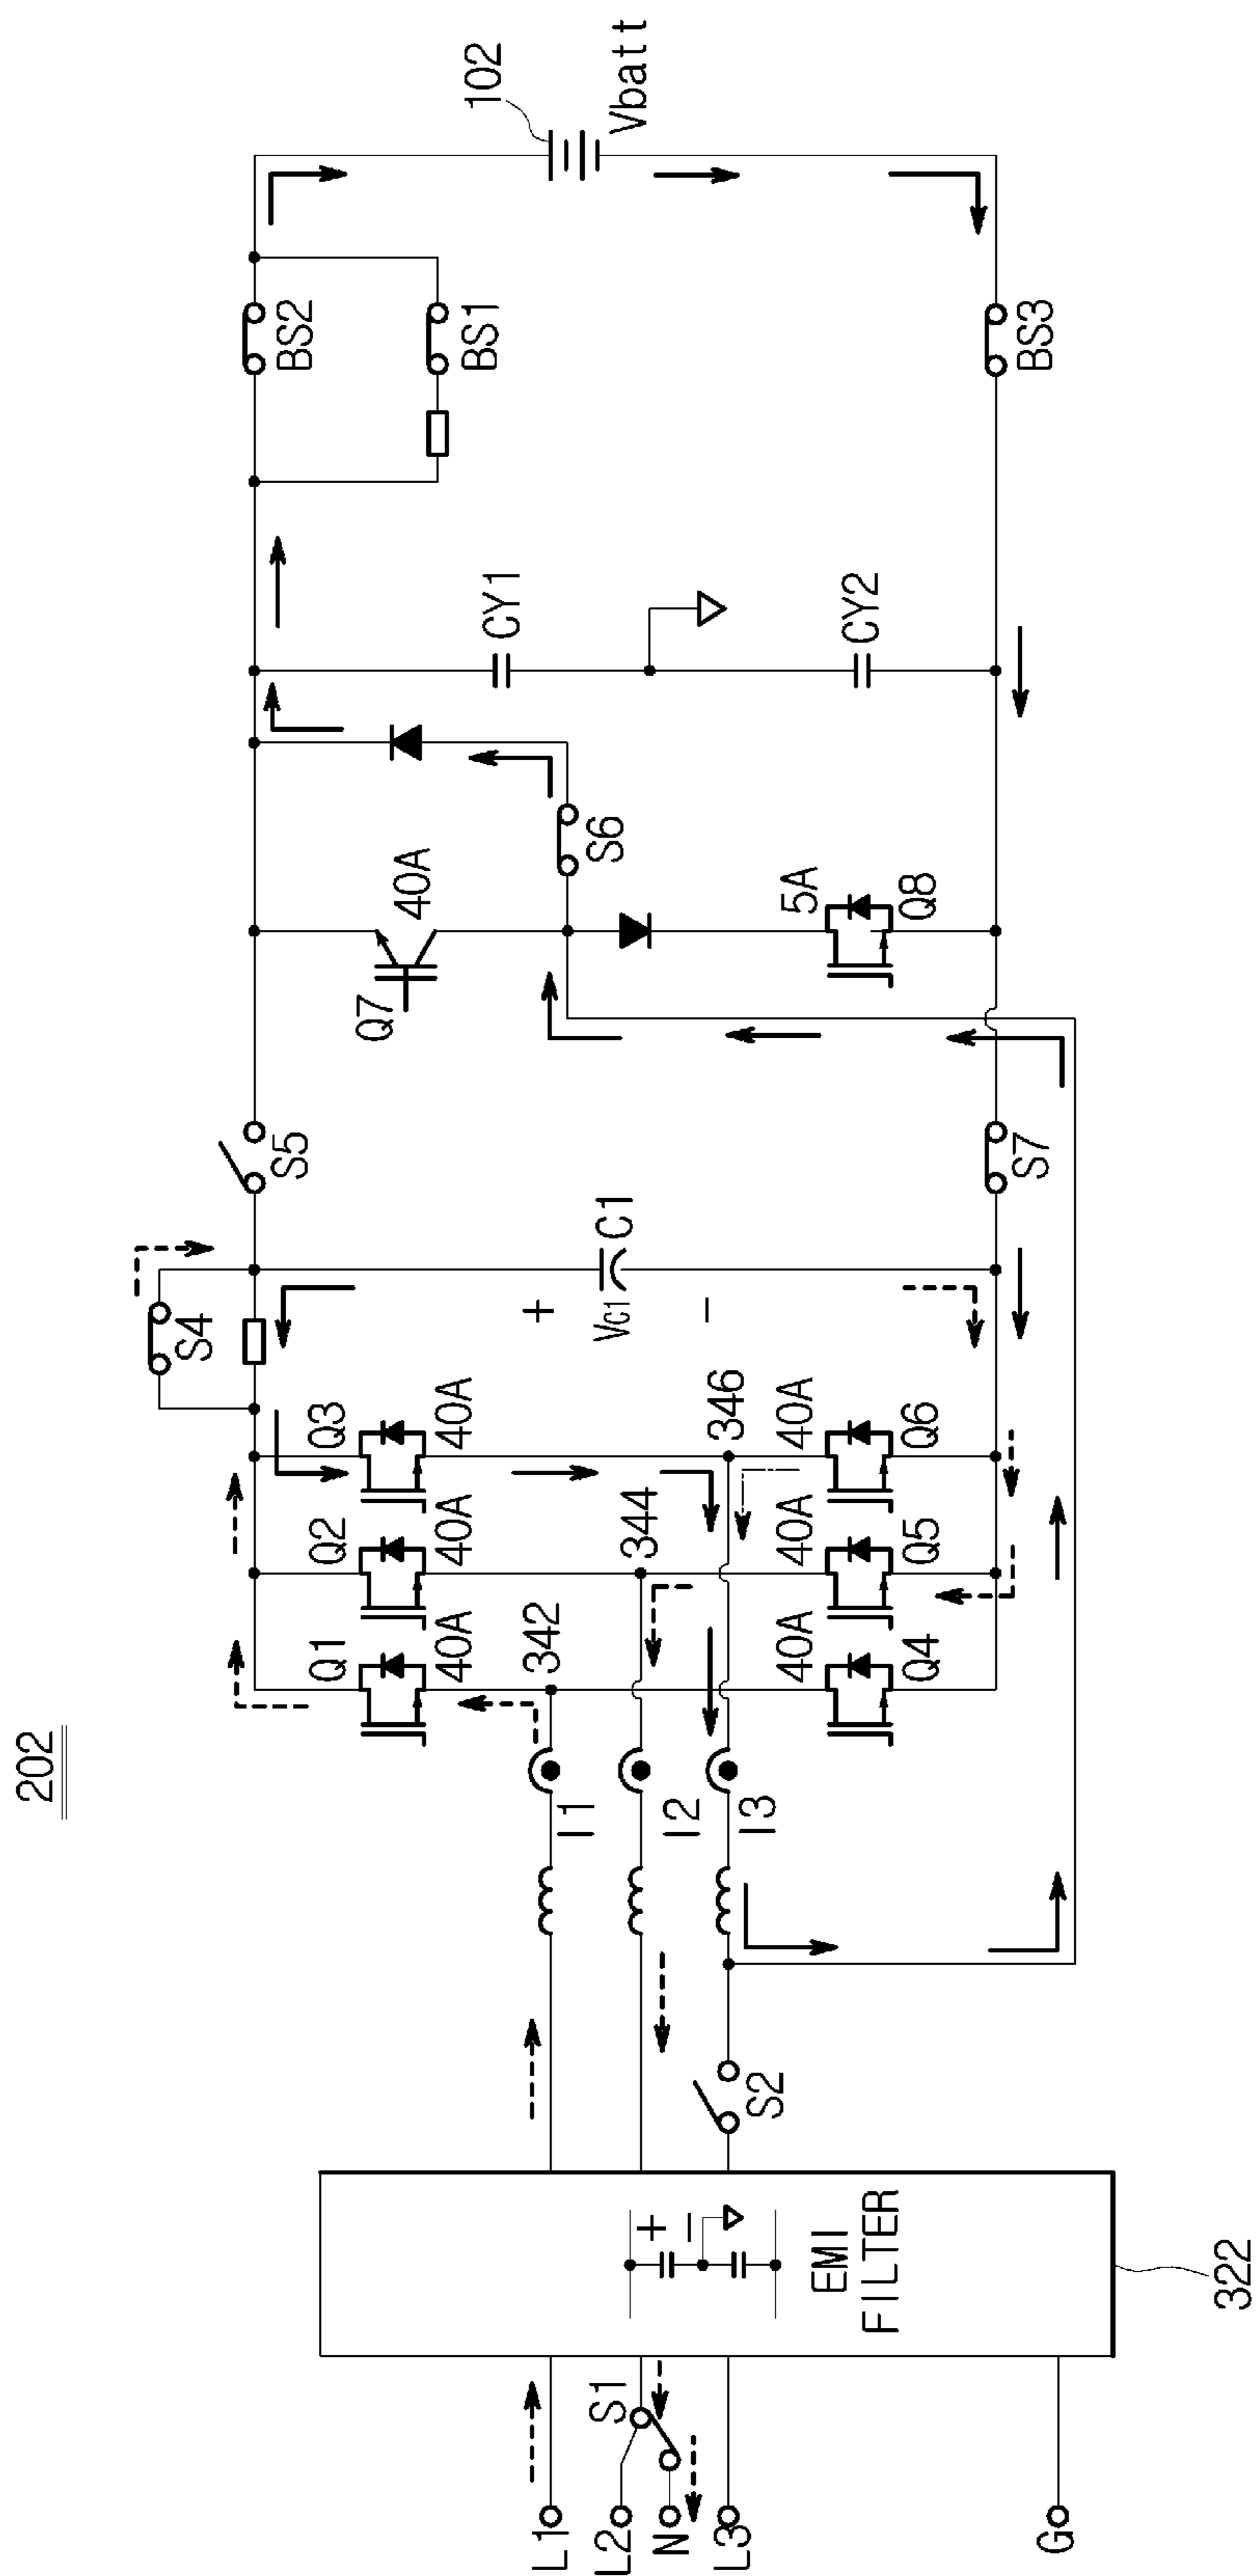 202
L1
L2
N
L3
G
S1
EMI
FILTER
+
−
322
S2
I1
I2
I3
342
344
346
Q1
40A
Q2
40A
Q3
40A
Q4
40A
Q5
40A
Q6
40A
S4
+
VC1
−
C1
S5
S7
Q7
40A
S6
5A
Q8
CY1
CY2
BS2
BS1
BS3
102
Vbatt